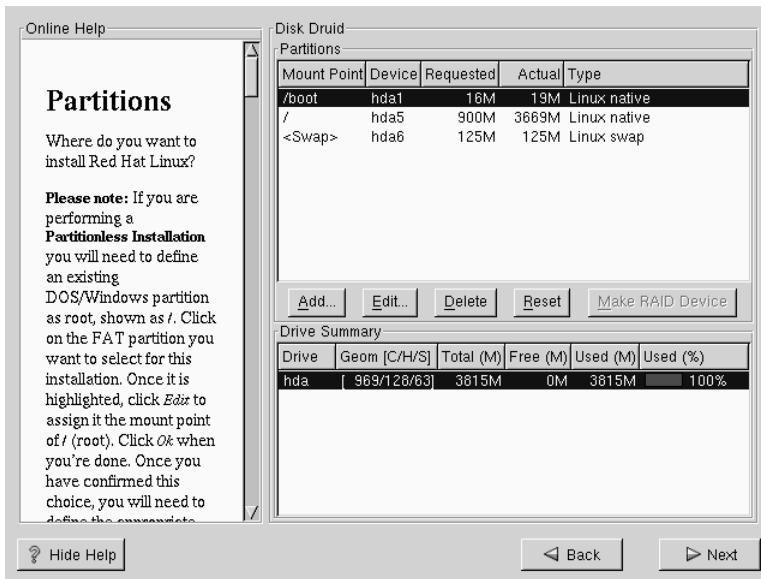 Online Help
Partitions
Where do you want to
install Red Hat Linux?
Please note: If you are
performing a
Partitionless Installation
you will need to define
an existing
DOS/Windows partition
as root, shown as /. Click
on the FAT partition you
want to select for this
installation. Once it is
highlighted, click Edit to
assign it the mount point
of / (root). Click Ok when
you're done. Once you
have confirmed this
choice, you will need to
define the appropriate
Disk Druid
Partitions
Mount Point Device Requested Actual Type
/boot hda1 16M 19M Linux native
/ hda5 900M 3669M Linux native
<Swap> hda6 125M 125M Linux swap
Add... Edit... Delete Reset Make RAID Device
Drive Summary
Drive Geom [C/H/S] Total (M) Free (M) Used (M) Used (%)
hda [ 969/128/63] 3815M 0M 3815M 100%
Hide Help Back Next